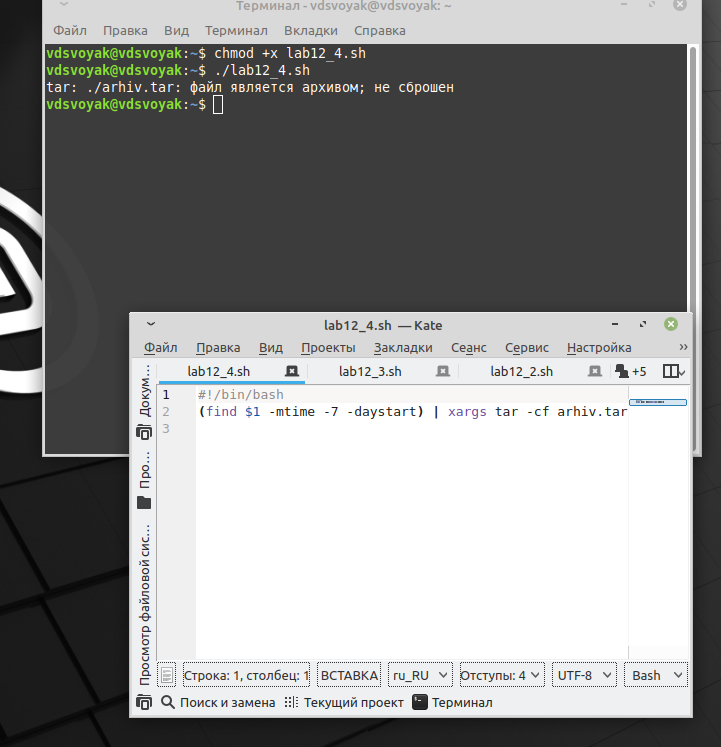 Терминал - vdsvoyak@vdsvoyak: ~
Файл Правка Вид Терминал Вкладки Справка
vdsvoyak@vdsvoyak:~$ chmod +x lab12_4.sh
vdsvoyak@vdsvoyak:~$ ./lab12_4.sh
tar: ./arhiv.tar: файл является архивом; не сброшен
vdsvoyak@vdsvoyak:~$
lab12_4.sh — Kate
Файл Правка Вид Проекты Закладки Сеанс Сервис Настройка »
lab12_4.sh lab12_3.sh lab12_2.sh +5
Докум...
Про...
Просмотр файловой сис...
1 #!/bin/bash
2 (find $1 -mtime -7 -daystart) | xargs tar -cf arhiv.tar
3
Строка: 1, столбец: 1 ВСТАВКА ru_RU Отступы: 4 UTF-8 Bash
Поиск и замена Текущий проект Терминал